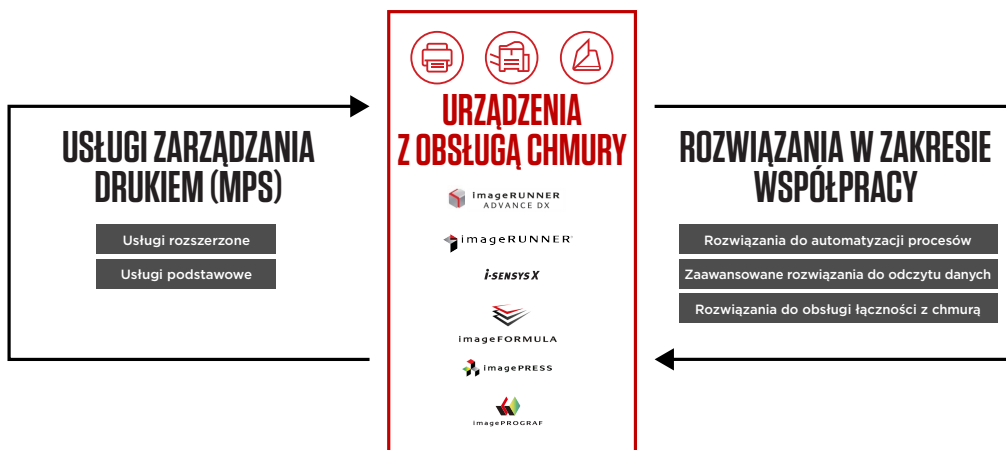 USŁUGI ZARZĄDZANIA
DRUKIEM (MPS)
Usługi rozszerzone
Usługi podstawowe
URZĄDZENIA
Z OBSŁUGĄ CHMURY
imageRUNNER
ADVANCE DX
imageRUNNER
i-SENSYS X
imageFORMULA
imagePRESS
imagePROGRAF
ROZWIĄZANIA W ZAKRESIE
WSPÓŁPRACY
Rozwiązania do automatyzacji procesów
Zaawansowane rozwiązania do odczytu danych
Rozwiązania do obsługi łączności z chmurą